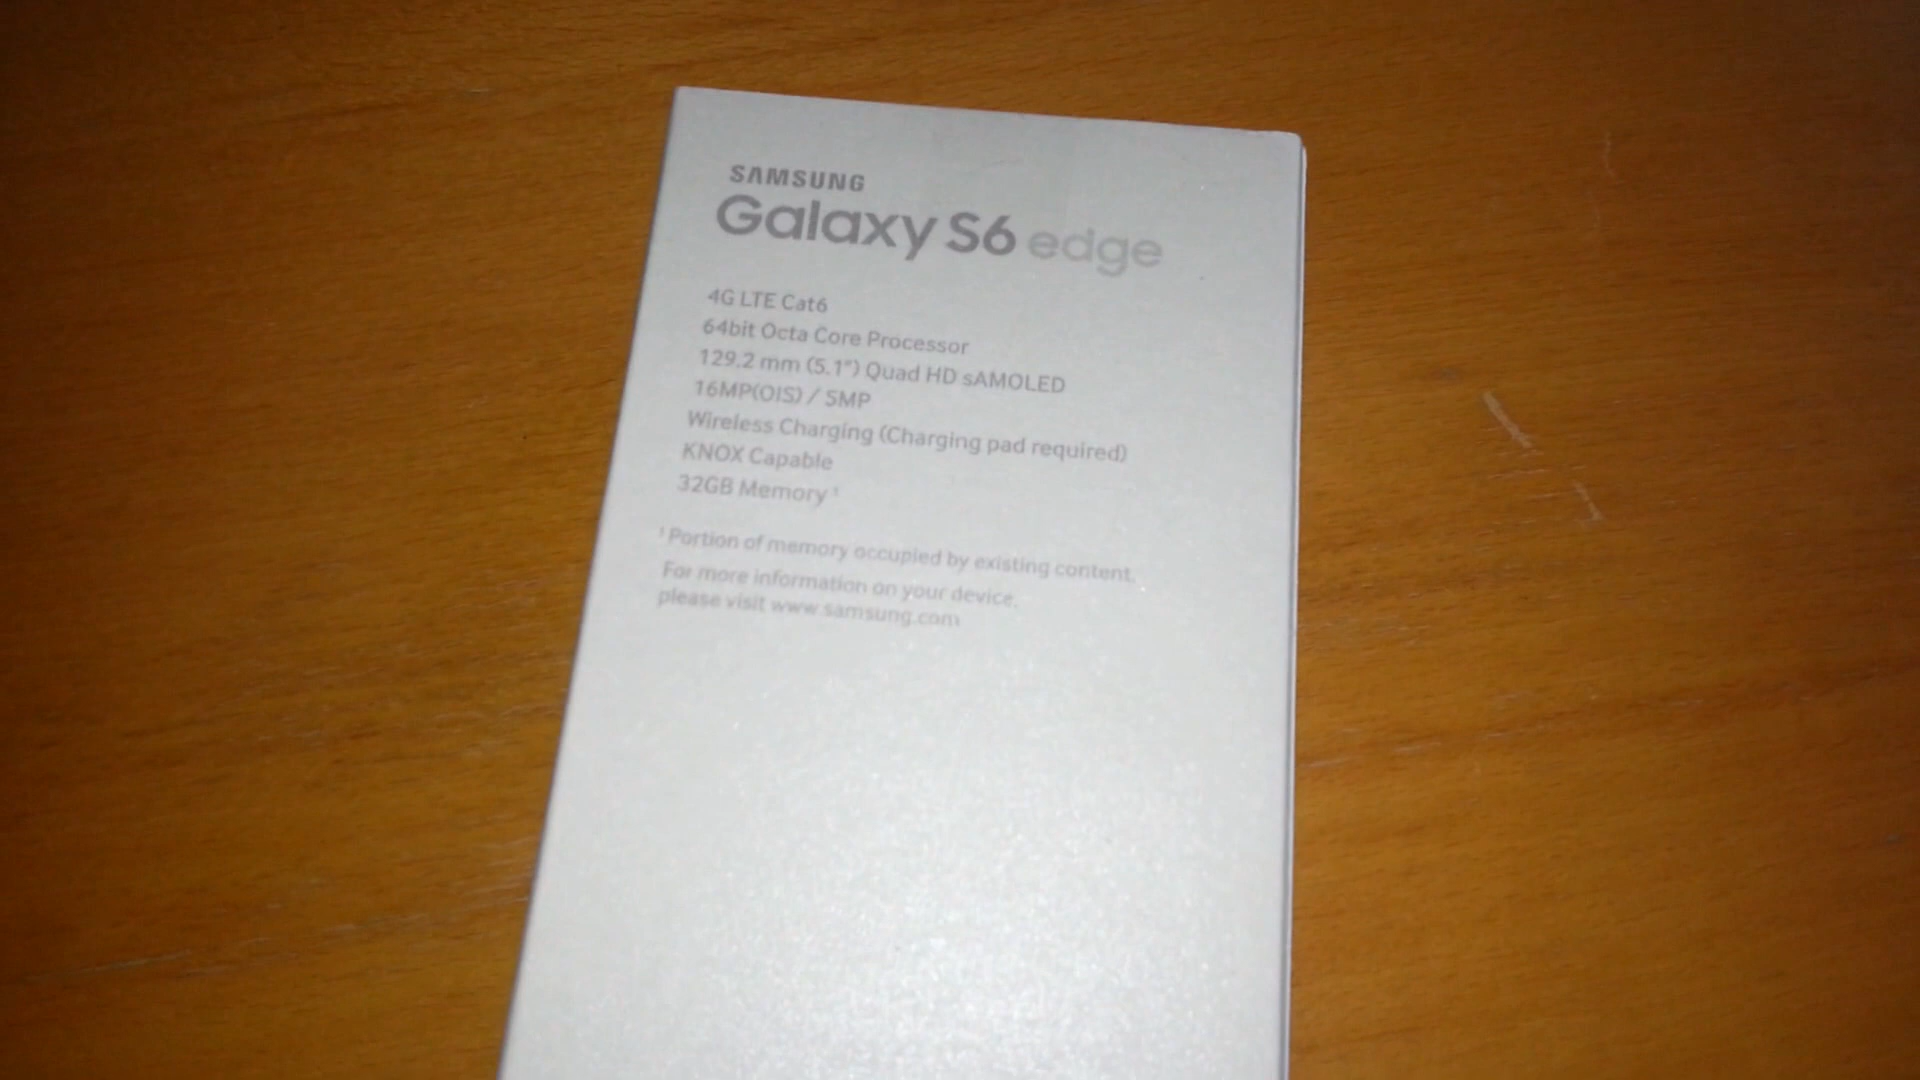 SAMSUNG
Galaxy S6 edge
4G LTE Cat6
64bit Octa Core Processor
129.2 mm (5.1") Quad HD sAMOLED
16MP(OIS) / 5MP
Wireless Charging (Charging pad required)
KNOX Capable
32GB Memory ¹
¹ Portion of memory occupied by existing content.
For more information on your device,
please visit www.samsung.com